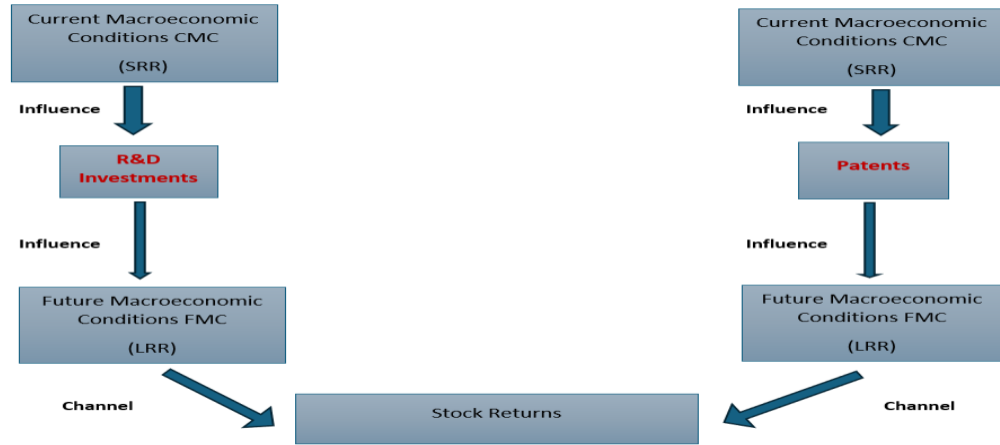 Current Macroeconomic
Conditions CMC
(SRR)
Influence
R&D
Investments
Influence
Future Macroeconomic
Conditions FMC
(LRR)
Channel
Current Macroeconomic
Conditions CMC
(SRR)
Influence
Patents
Influence
Future Macroeconomic
Conditions FMC
(LRR)
Channel
Stock Returns